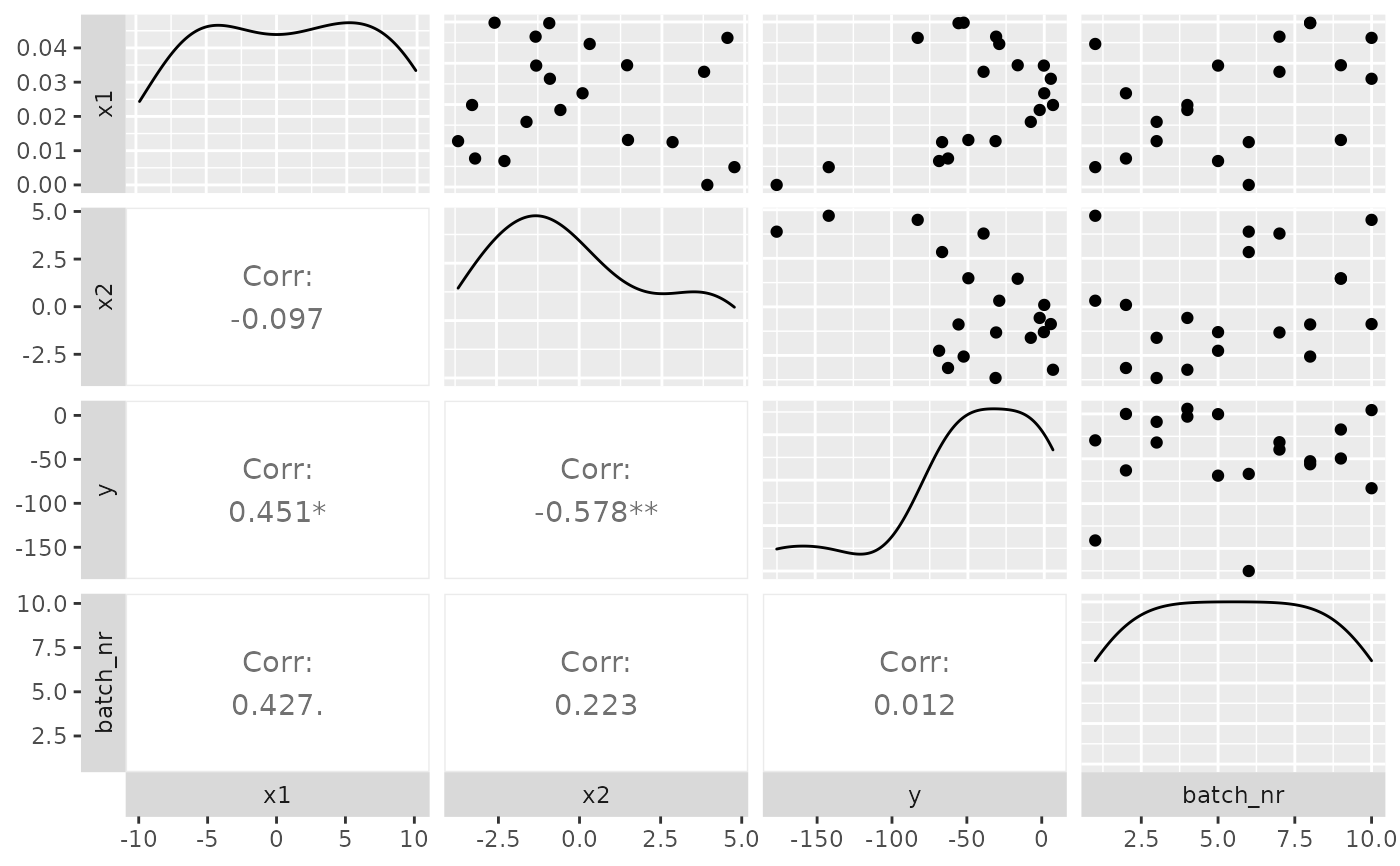 0.04
0.03
0.02
0.01
0.00
x1
5.0
2.5
0.0
-2.5
x2
Corr:
-0.097
0
-50
-100
-150
y
Corr:
0.451*
Corr:
-0.578**
10.0
7.5
5.0
2.5
batch_nr
Corr:
0.427.
Corr:
0.223
Corr:
0.012
x1
x2
y
batch_nr
-10 -5 0 5 10
-2.5 0.0 2.5 5.0
-150 -100 -50 0
2.5 5.0 7.5 10.0